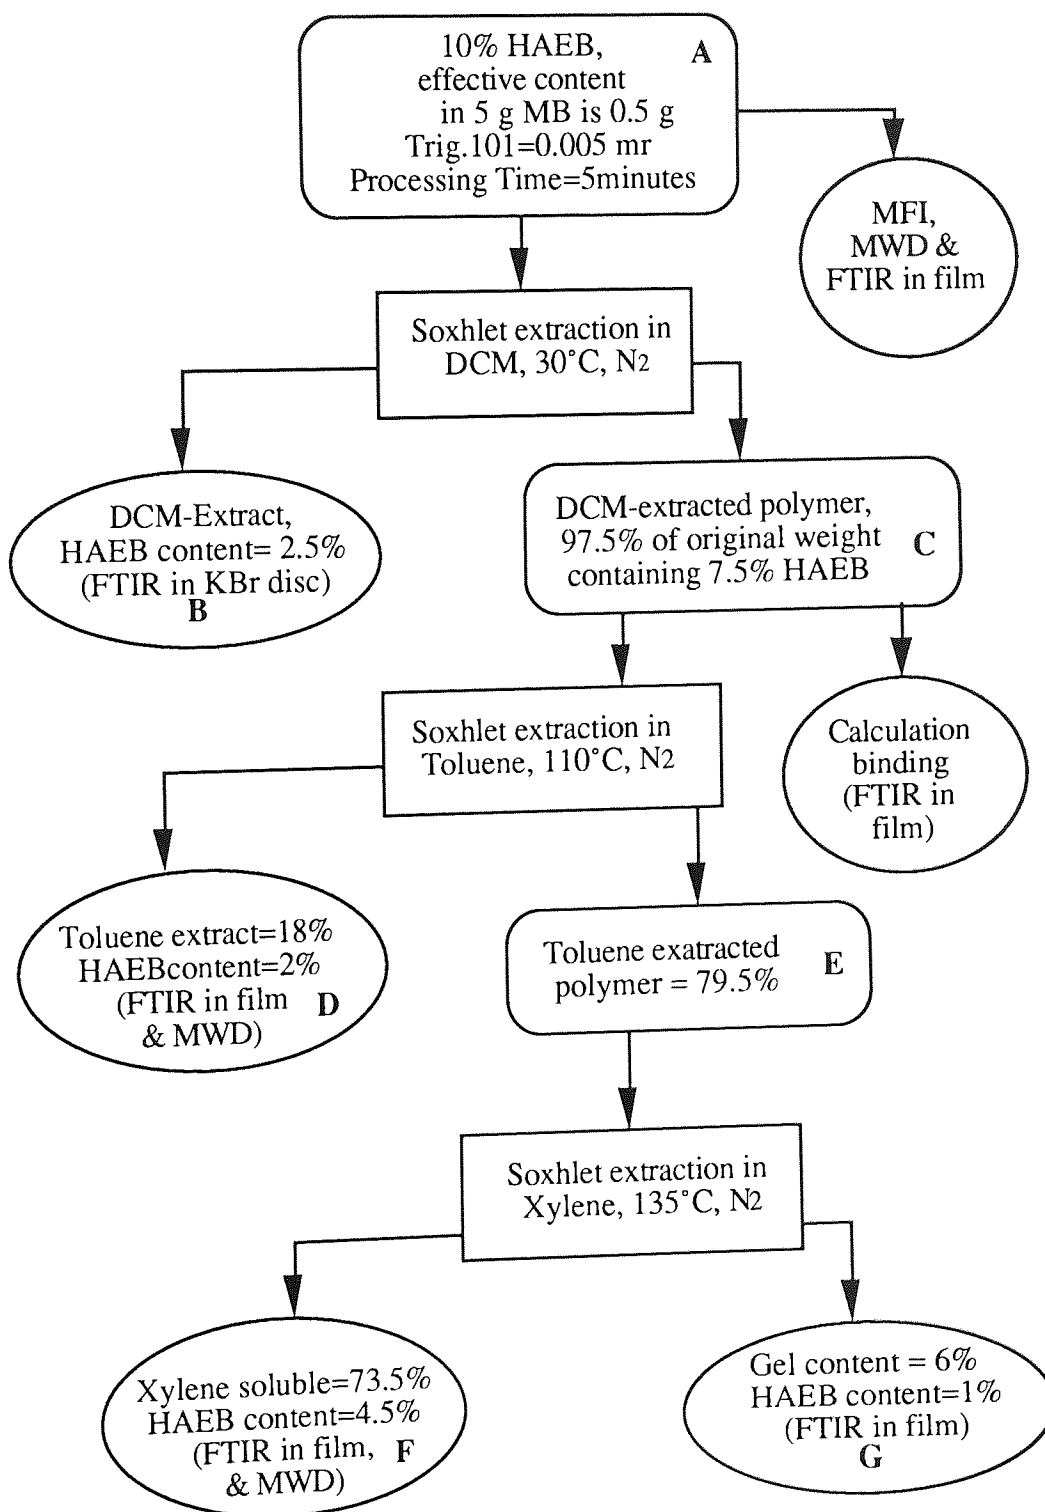 10% HAEB,
A
effective content
in 5 g MB is 0.5 g
Trig.101=0.005 mr
Processing Time=5minutes
MFI,
MWD &
FTIR in film
Soxhlet extraction in
DCM, 30°C, N2
DCM-Extract,
HAEB content= 2.5%
(FTIR in KBr disc)
B
DCM-extracted polymer,
97.5% of original weight
containing 7.5% HAEB
C
Soxhlet extraction in
Toluene, 110°C, N2
Calculation
binding
(FTIR in
film)
Toluene extract=18%
HAEBcontent=2%
(FTIR in film
& MWD)
D
Toluene exatracted
polymer = 79.5%
E
Soxhlet extraction in
Xylene, 135°C, N2
Xylene soluble=73.5%
HAEB content=4.5%
(FTIR in film,
& MWD)
F
Gel content = 6%
HAEB content=1%
(FTIR in film)
G